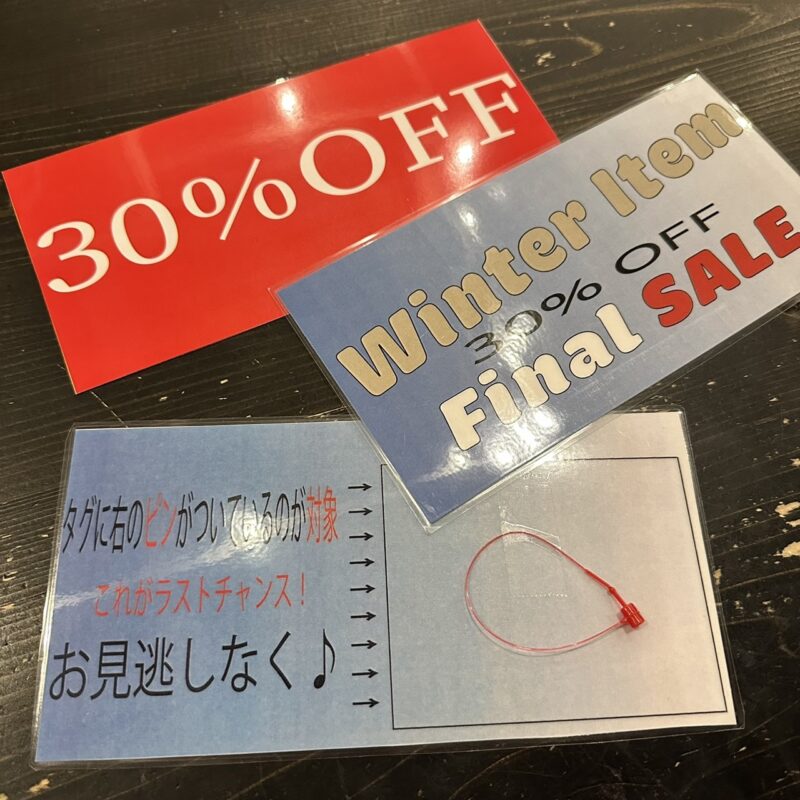 30%OFF
Winter Item
30% OFF
Final SALE
タグに右のピンがついているのが対象
これがラストチャンス！
お見逃しなく♪
→
→
→
→
→
→
→
→
→